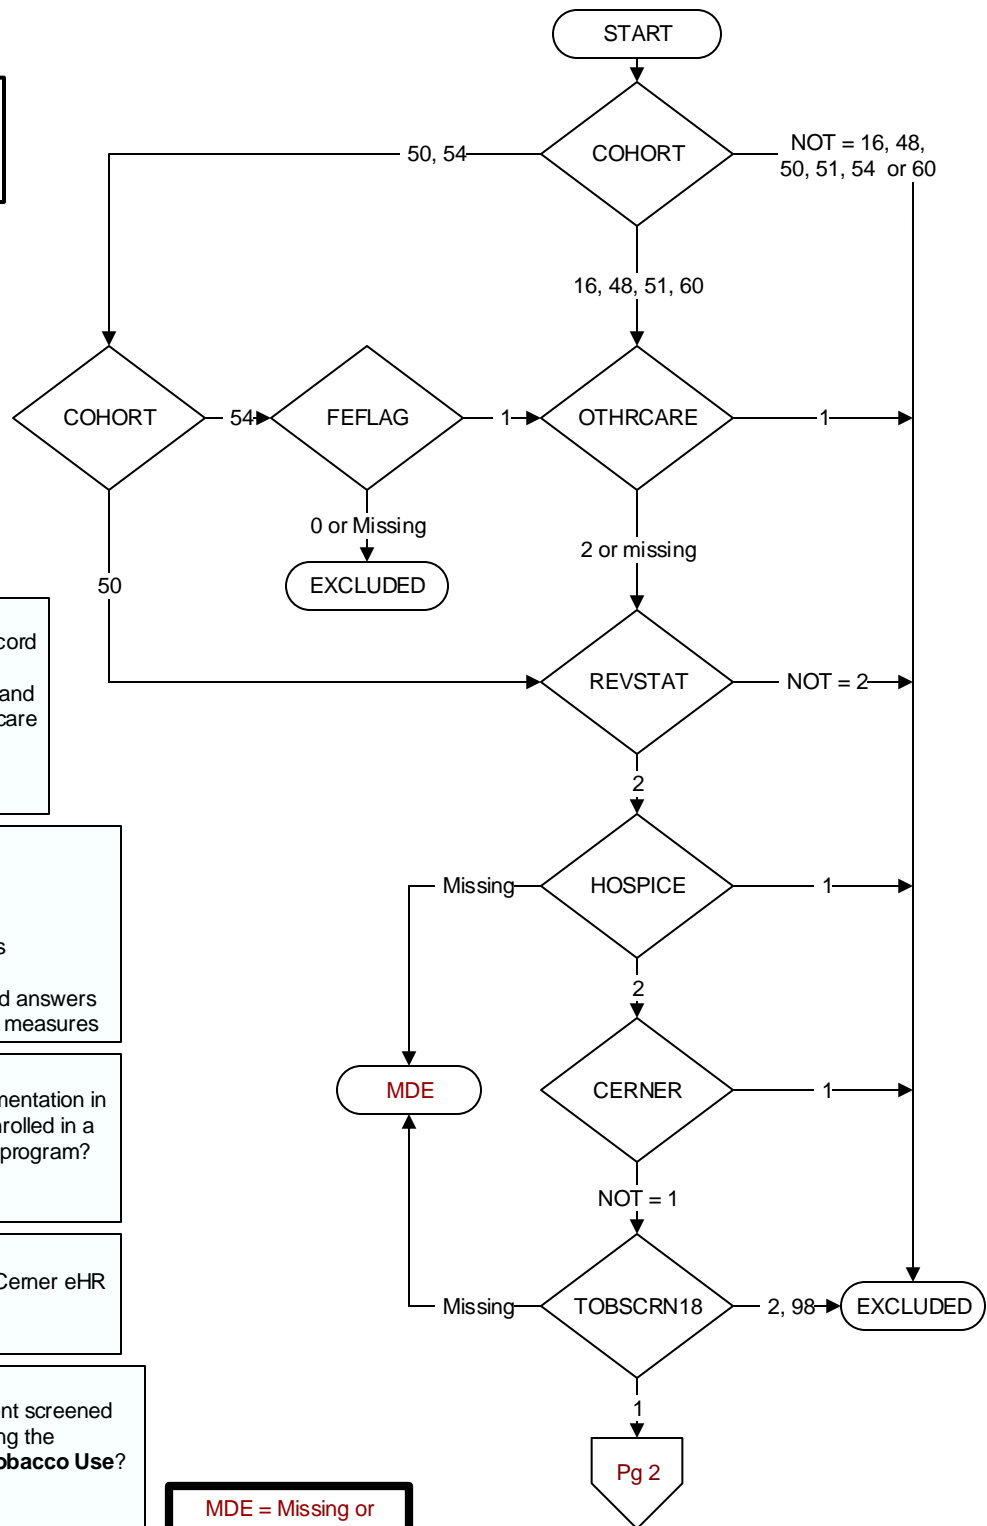 START
COHORT
50, 54
NOT = 16, 48,
50, 51, 54 or 60
16, 48, 51, 60
COHORT
54
FEFLAG
1
OTHRCARE
1
0 or Missing
EXCLUDED
2 or missing
50
REVSTAT
NOT = 2
2
cord
and
care
Missing
HOSPICE
1
2
s
d answers
measures
MDE
CERNER
1
mentation in
nrolled in a
program?
NOT = 1
Cerner eHR
Missing
TOBSCRN18
2, 98
EXCLUDED
1
ent screened
ing the
obacco Use?
Pg 2
MDE = Missing or